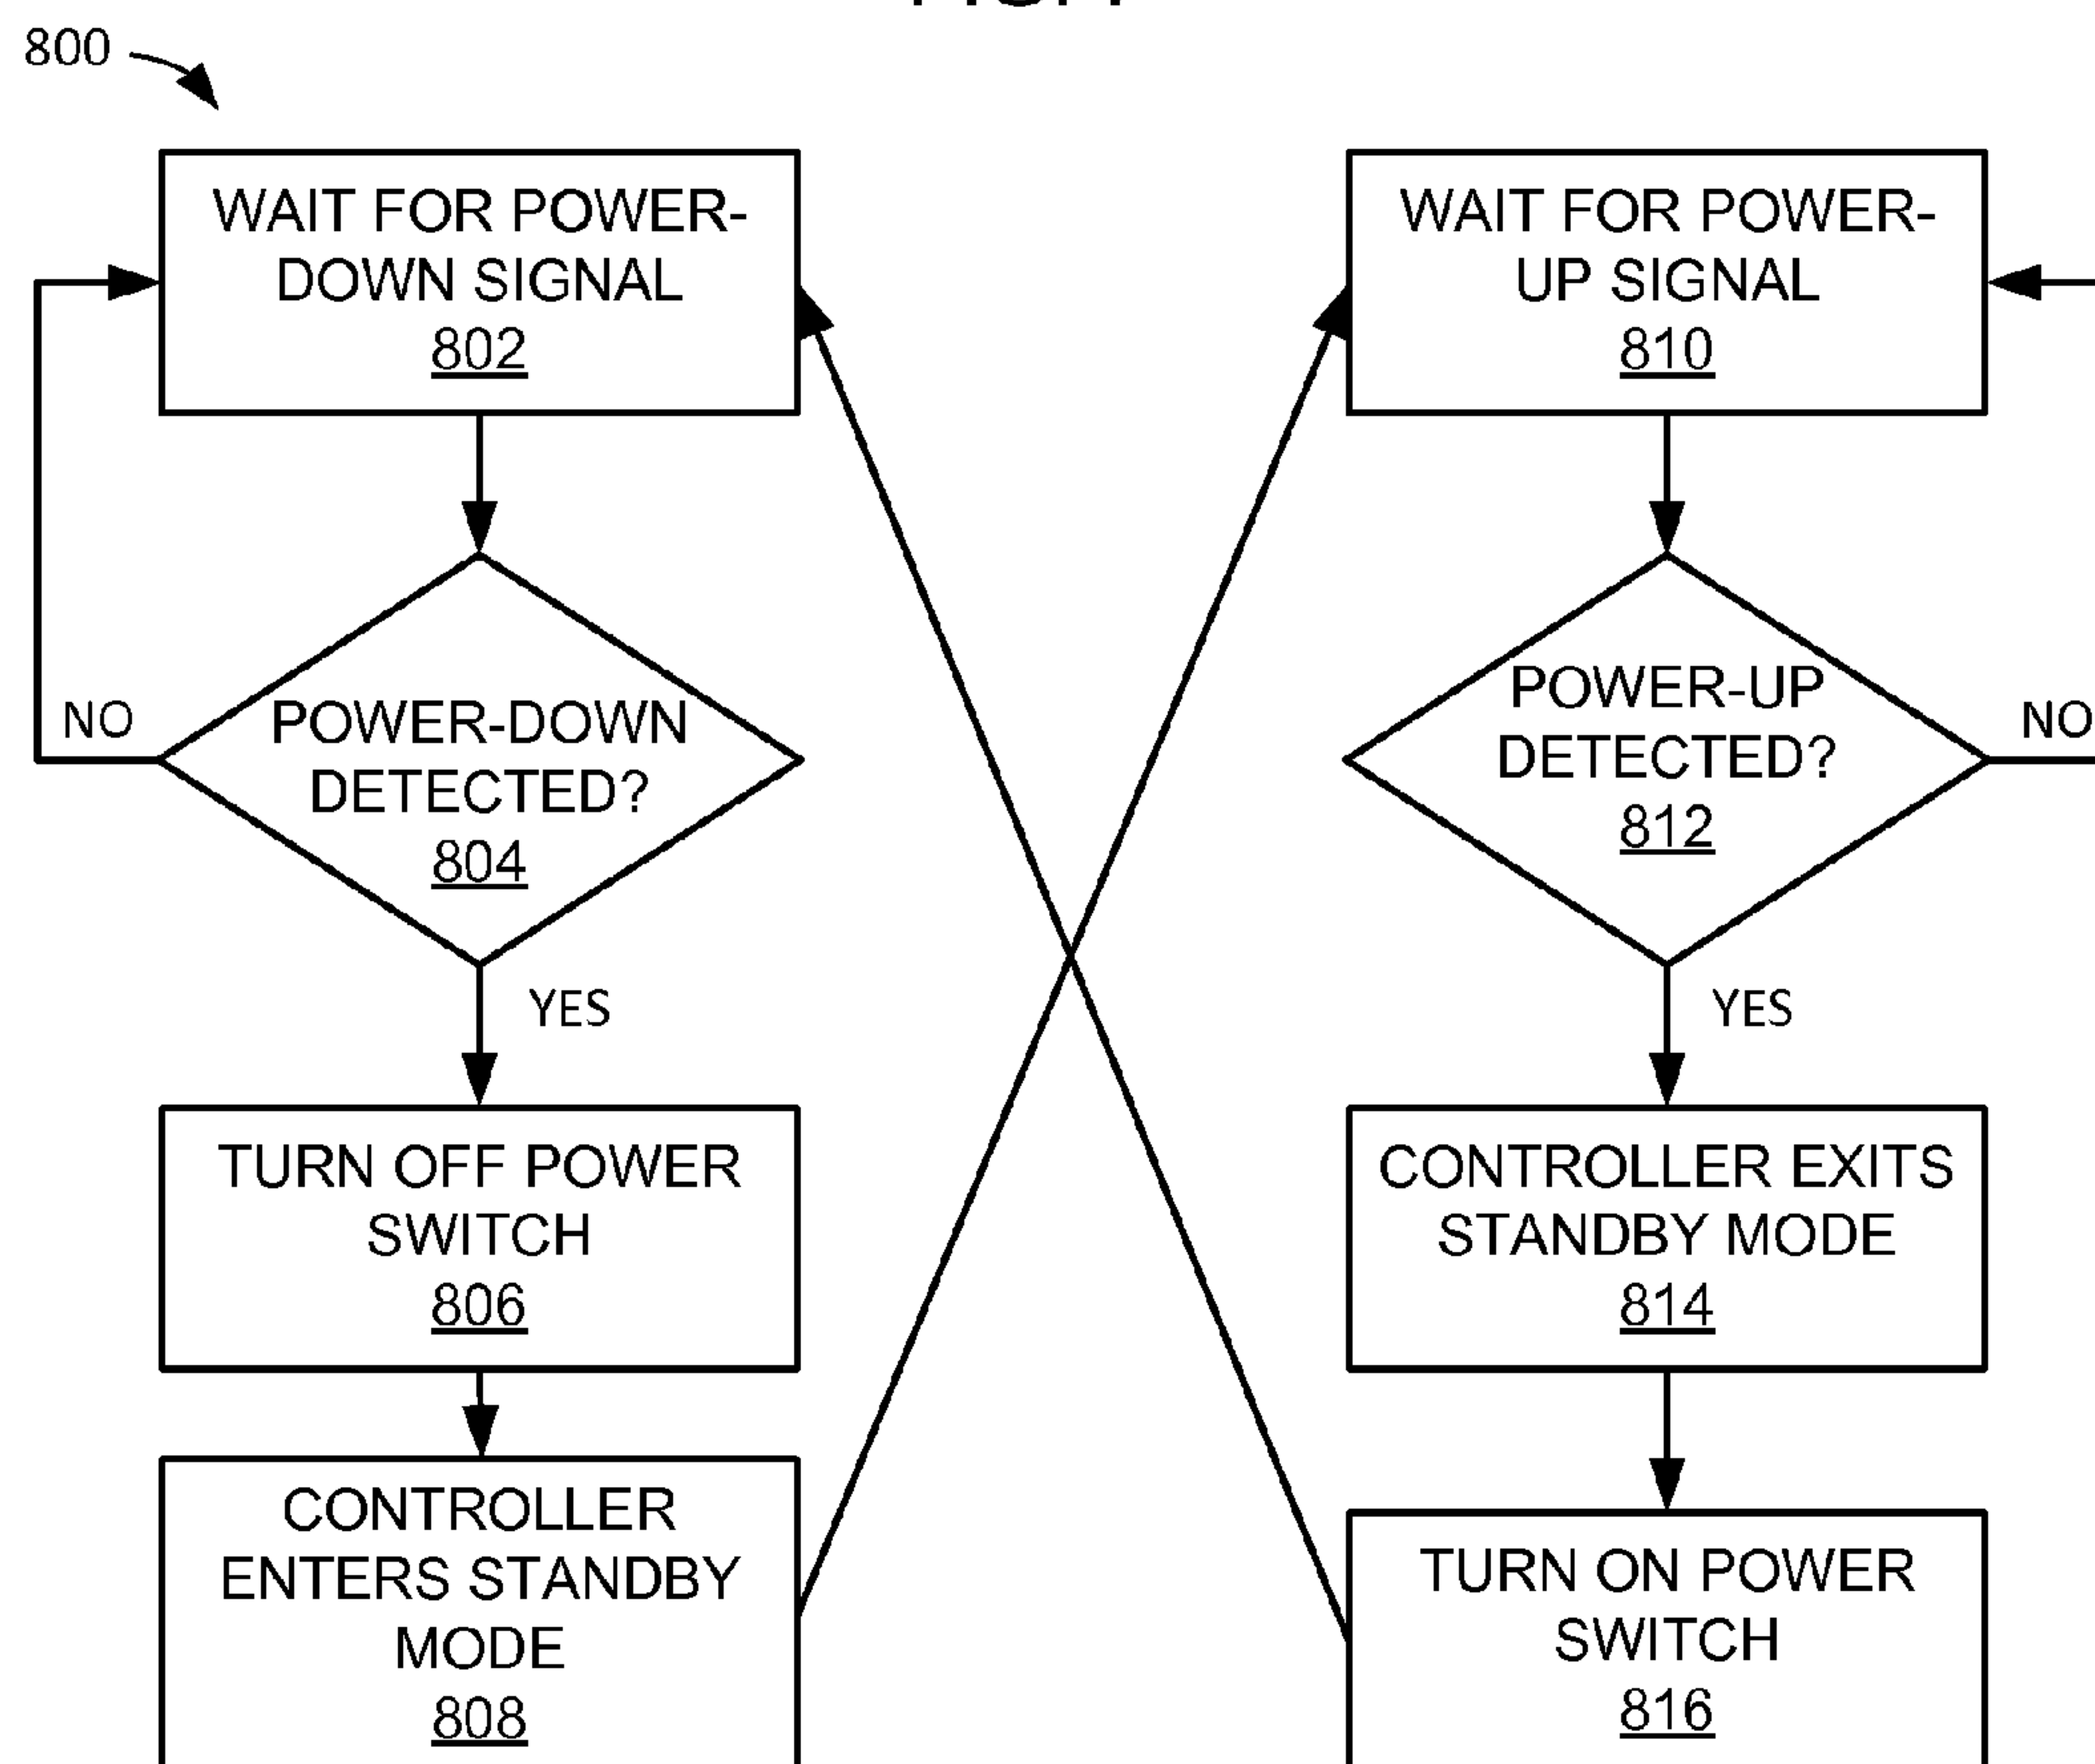 800
WAIT FOR POWER-
DOWN SIGNAL
802
NO
POWER-DOWN
DETECTED?
804
YES
TURN OFF POWER
SWITCH
806
CONTROLLER
ENTERS STANDBY
MODE
808
WAIT FOR POWER-
UP SIGNAL
810
POWER-UP
DETECTED?
812
NO
YES
CONTROLLER EXITS
STANDBY MODE
814
TURN ON POWER
SWITCH
816